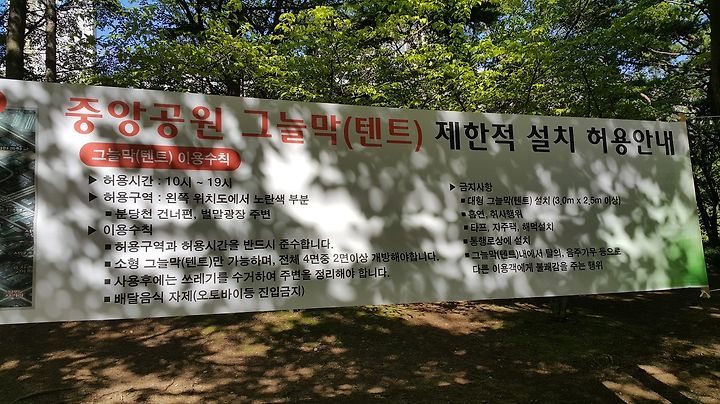 중앙공원 그늘막(텐트) 제한적 설치 허용안내
그늘막(텐트) 이용수칙
▶ 허용시간 : 10시 ~ 19시
▶ 허용구역 : 왼쪽 위치도에서 노란색 부분
■ 분당천 건너편, 벌말광장 주변
▶ 이용수칙
■ 허용구역과 허용시간을 반드시 준수합니다.
■ 소형 그늘막(텐트)만 가능하며, 전체 4면중 2면이상 개방해야합니다.
■ 사용후에는 쓰레기를 수거하여 주변을 정리해야 합니다.
■ 배달음식 자제(오토바이등 진입금지)
▶ 금지사항
■ 대형 그늘막(텐트) 설치 (3.0m x 2.5m 이상)
■ 흡연, 취사행위
■ 타프, 지주택, 해먹설치
■ 통행로상에 설치
■ 그늘막(텐트)내에서 탈의, 음주가무 등으로
다른 이용객에게 불쾌감을 주는 행위